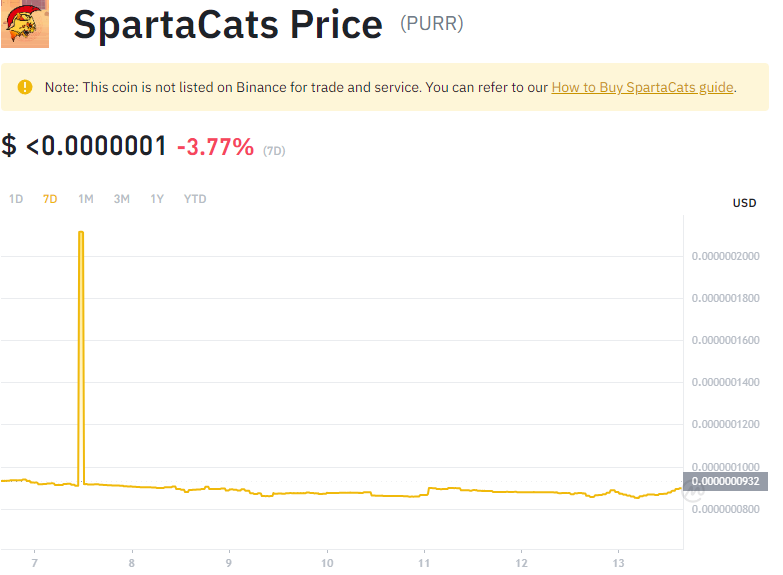 SpartaCats Price (PURR)
Note: This coin is not listed on Binance for trade and service. You can refer to our How to Buy SpartaCats guide.
$ <0.0000001 -3.77% (7D)
1D 7D 1M 3M 1Y YTD
USD
0.0000002000
0.0000001800
0.0000001600
0.0000001400
0.0000001200
0.0000001000
0.0000000932
0.0000000800
7 8 9 10 11 12 13